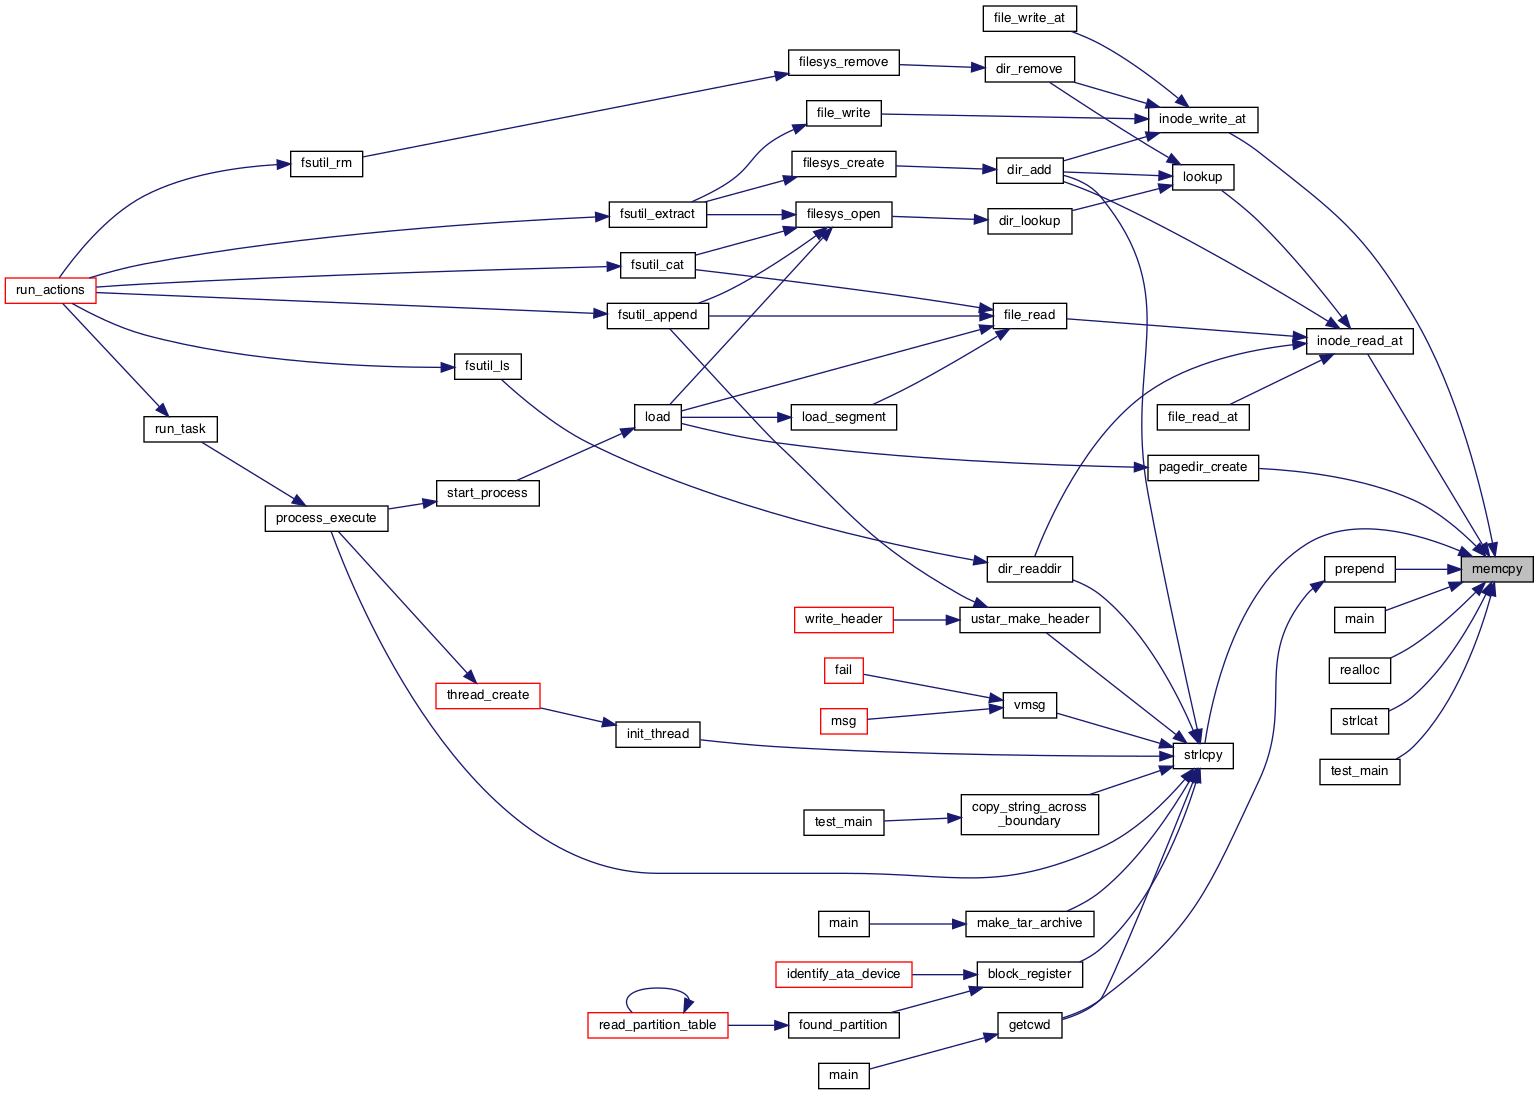 file_write_at
filesys_remove
dir_remove
file_write
inode_write_at
fsutil_rm
filesys_create
dir_add
lookup
fsutil_extract
filesys_open
dir_lookup
fsutil_cat
run_actions
fsutil_append
file_read
inode_read_at
fsutil_ls
load
load_segment
file_read_at
run_task
pagedir_create
start_process
process_execute
dir_readdir
prepend
memcpy
write_header
ustar_make_header
main
fail
realloc
thread_create
vmsg
msg
strlcat
init_thread
strlcpy
test_main
copy_string_across
_boundary
test_main
main
make_tar_archive
identify_ata_device
block_register
read_partition_table
found_partition
getcwd
main